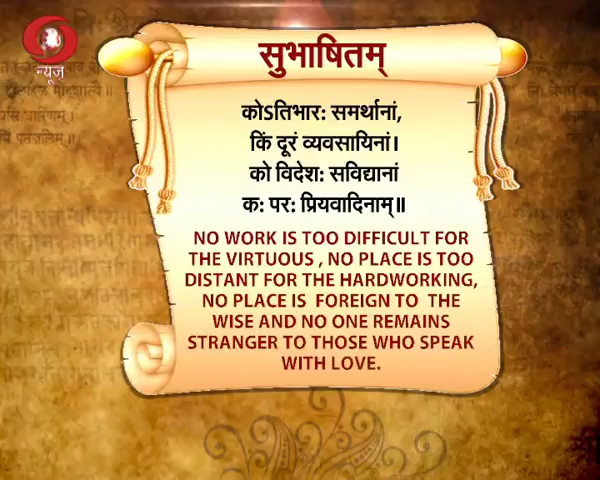 न्यूज़
सुभाषितम्
कोऽतिभार: समर्थानां,
किं दूरं व्यवसायिनां।
को विदेश: सविद्यानां
क: पर: प्रियवादिनाम्॥
NO WORK IS TOO DIFFICULT FOR
THE VIRTUOUS , NO PLACE IS TOO
DISTANT FOR THE HARDWORKING,
NO PLACE IS FOREIGN TO THE
WISE AND NO ONE REMAINS
STRANGER TO THOSE WHO SPEAK
WITH LOVE.